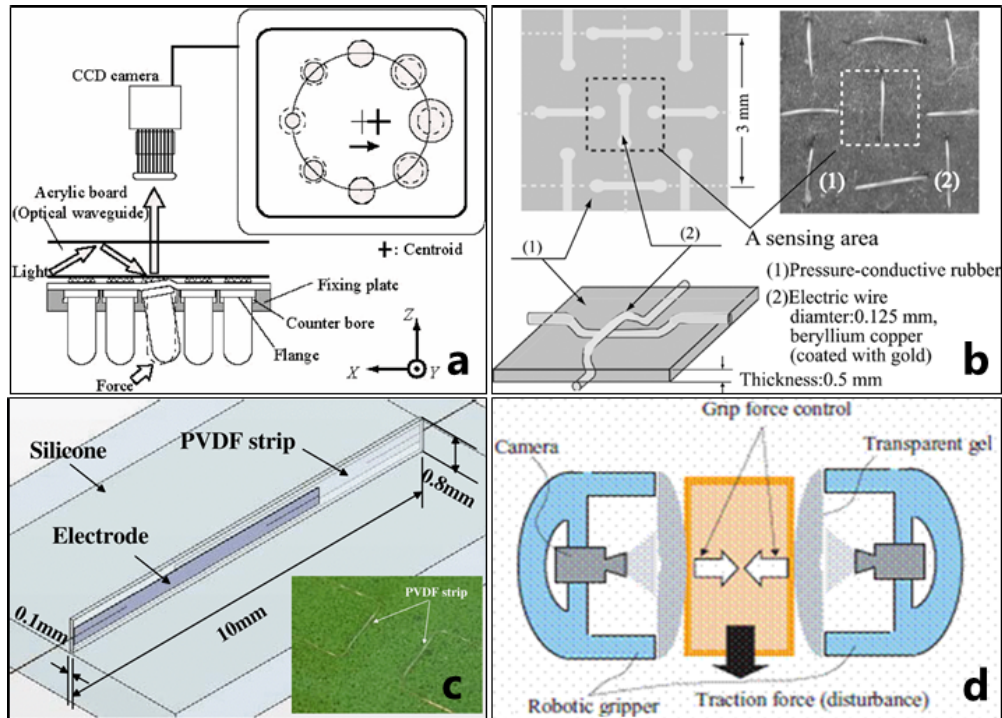 CCD camera
Acrylic board
(Optical waveguide)
Light
+: Centroid
Fixing plate
Counter bore
Flange
Force
Z
X
Y
a
3 mm
(1)
(2)
(1)
(2)
A sensing area
(1)Pressure-conductive rubber
(2)Electric wire
diamter:0.125 mm,
beryllium copper
(coated with gold)
Thickness:0.5 mm
b
Silicone
PVDF strip
0.8mm
Electrode
0.1mm
10mm
PVDF strip
c
Grip force control
Camera
Transparent gel
Robotic gripper
Traction force (disturbance)
d